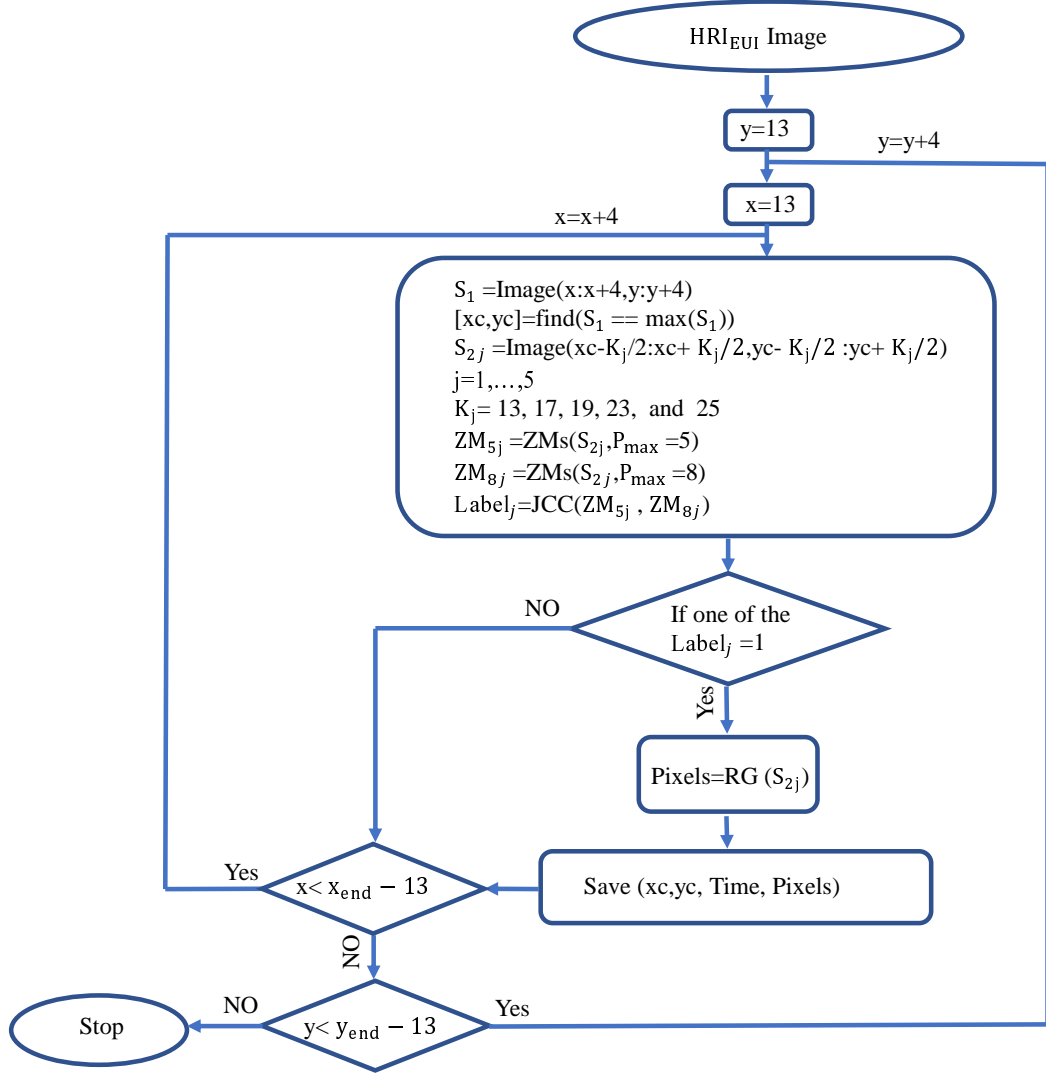 HRI_EUI Image
y=13
y=y+4
x=13
x=x+4
S_1 =Image(x:x+4,y:y+4)
[xc,yc]=find(S_1 == max(S_1))
S_2j =Image(xc-K_j/2:xc+ K_j/2,yc- K_j/2 :yc+ K_j/2)
j=1,…,5
K_j= 13, 17, 19, 23, and 25
ZM_5j =ZMs(S_2j,P_max =5)
ZM_8j =ZMs(S_2j,P_max =8)
Label_j=JCC(ZM_5j , ZM_8j)
NO
If one of the
Label_j =1
Yes
Pixels=RG (S_2j)
Yes
x< x_end − 13
Save (xc,yc, Time, Pixels)
NO
Stop
NO
y< y_end − 13
Yes